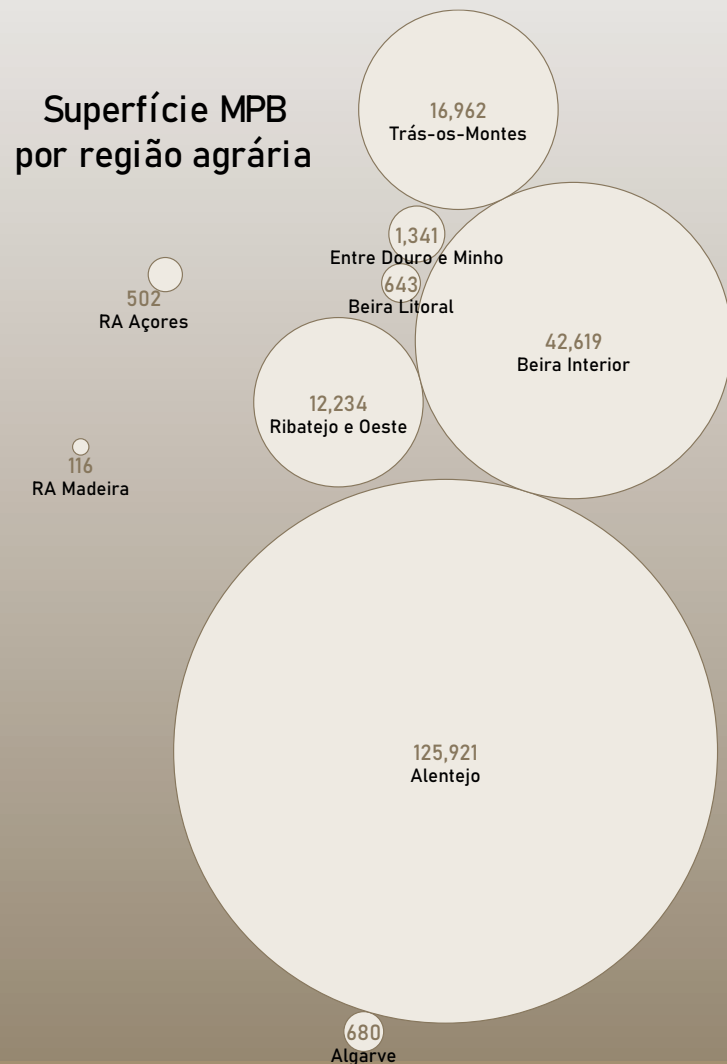 Superfície MPB
por região agrária
16,962
Trás-os-Montes
1,341
Entre Douro e Minho
643
Beira Litoral
502
RA Açores
42,619
Beira Interior
12,234
Ribatejo e Oeste
116
RA Madeira
125,921
Alentejo
680
Algarve